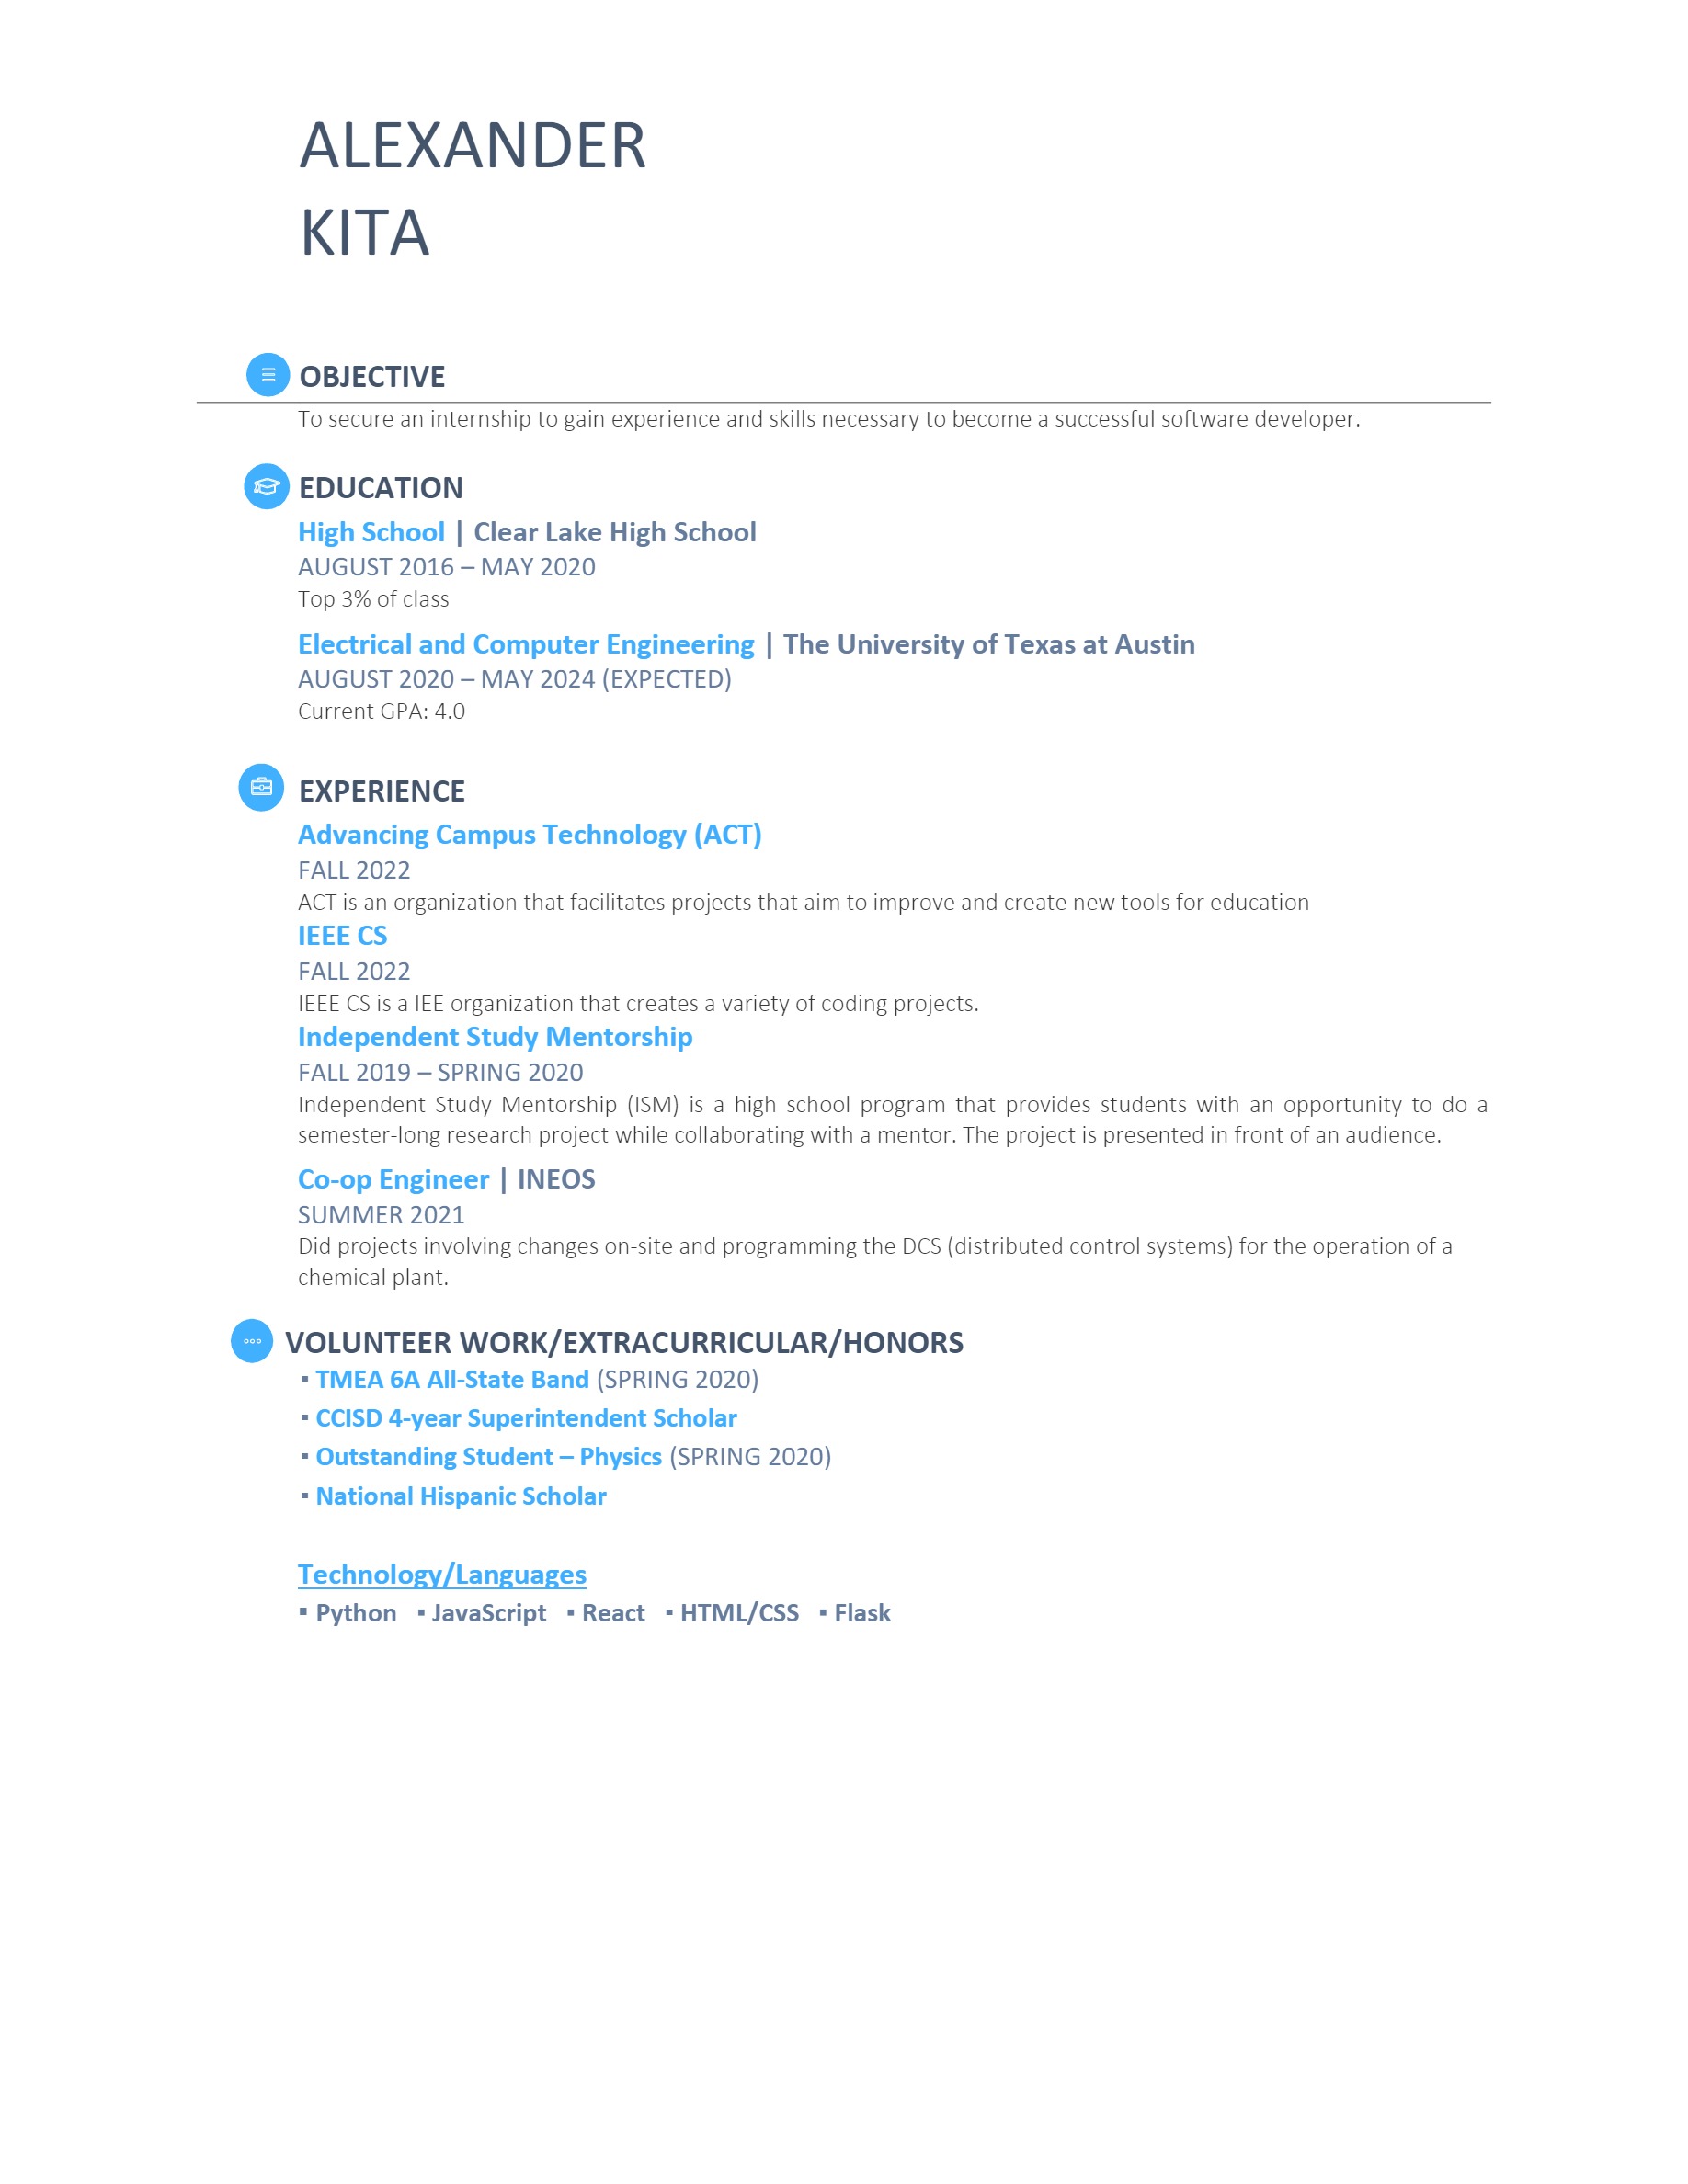 ALEXANDER
KITA
OBJECTIVE
To secure an internship to gain experience and skills necessary to become a successful software developer.
EDUCATION
High School | Clear Lake High School
AUGUST 2016 – MAY 2020
Top 3% of class
Electrical and Computer Engineering | The University of Texas at Austin
AUGUST 2020 – MAY 2024 (EXPECTED)
Current GPA: 4.0
EXPERIENCE
Advancing Campus Technology (ACT)
FALL 2022
ACT is an organization that facilitates projects that aim to improve and create new tools for education
IEEE CS
FALL 2022
IEEE CS is a IEE organization that creates a variety of coding projects.
Independent Study Mentorship
FALL 2019 – SPRING 2020
Independent Study Mentorship (ISM) is a high school program that provides students with an opportunity to do a
semester-long research project while collaborating with a mentor. The project is presented in front of an audience.
Co-op Engineer | INEOS
SUMMER 2021
Did projects involving changes on-site and programming the DCS (distributed control systems) for the operation of a
chemical plant.
VOLUNTEER WORK/EXTRACURRICULAR/HONORS
▪ TMEA 6A All-State Band (SPRING 2020)
▪ CCISD 4-year Superintendent Scholar
▪ Outstanding Student – Physics (SPRING 2020)
▪ National Hispanic Scholar
Technology/Languages
▪ Python ▪ JavaScript ▪ React ▪ HTML/CSS ▪ Flask